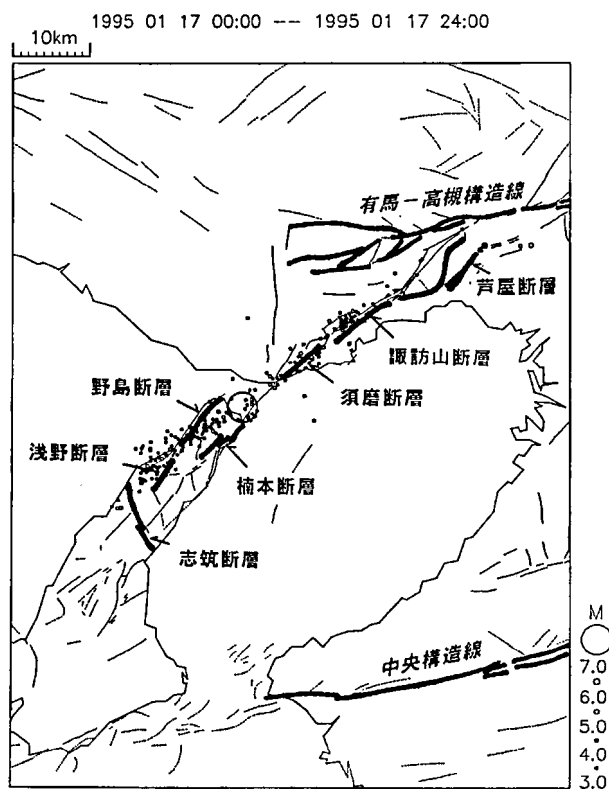 1995 01 17 00:00 -- 1995 01 17 24:00
10km
有馬－高槻構造線
芦屋断層
諏訪山断層
須磨断層
野島断層
浅野断層
楠本断層
志筑断層
中央構造線
M
7.0
6.0
5.0
4.0
3.0